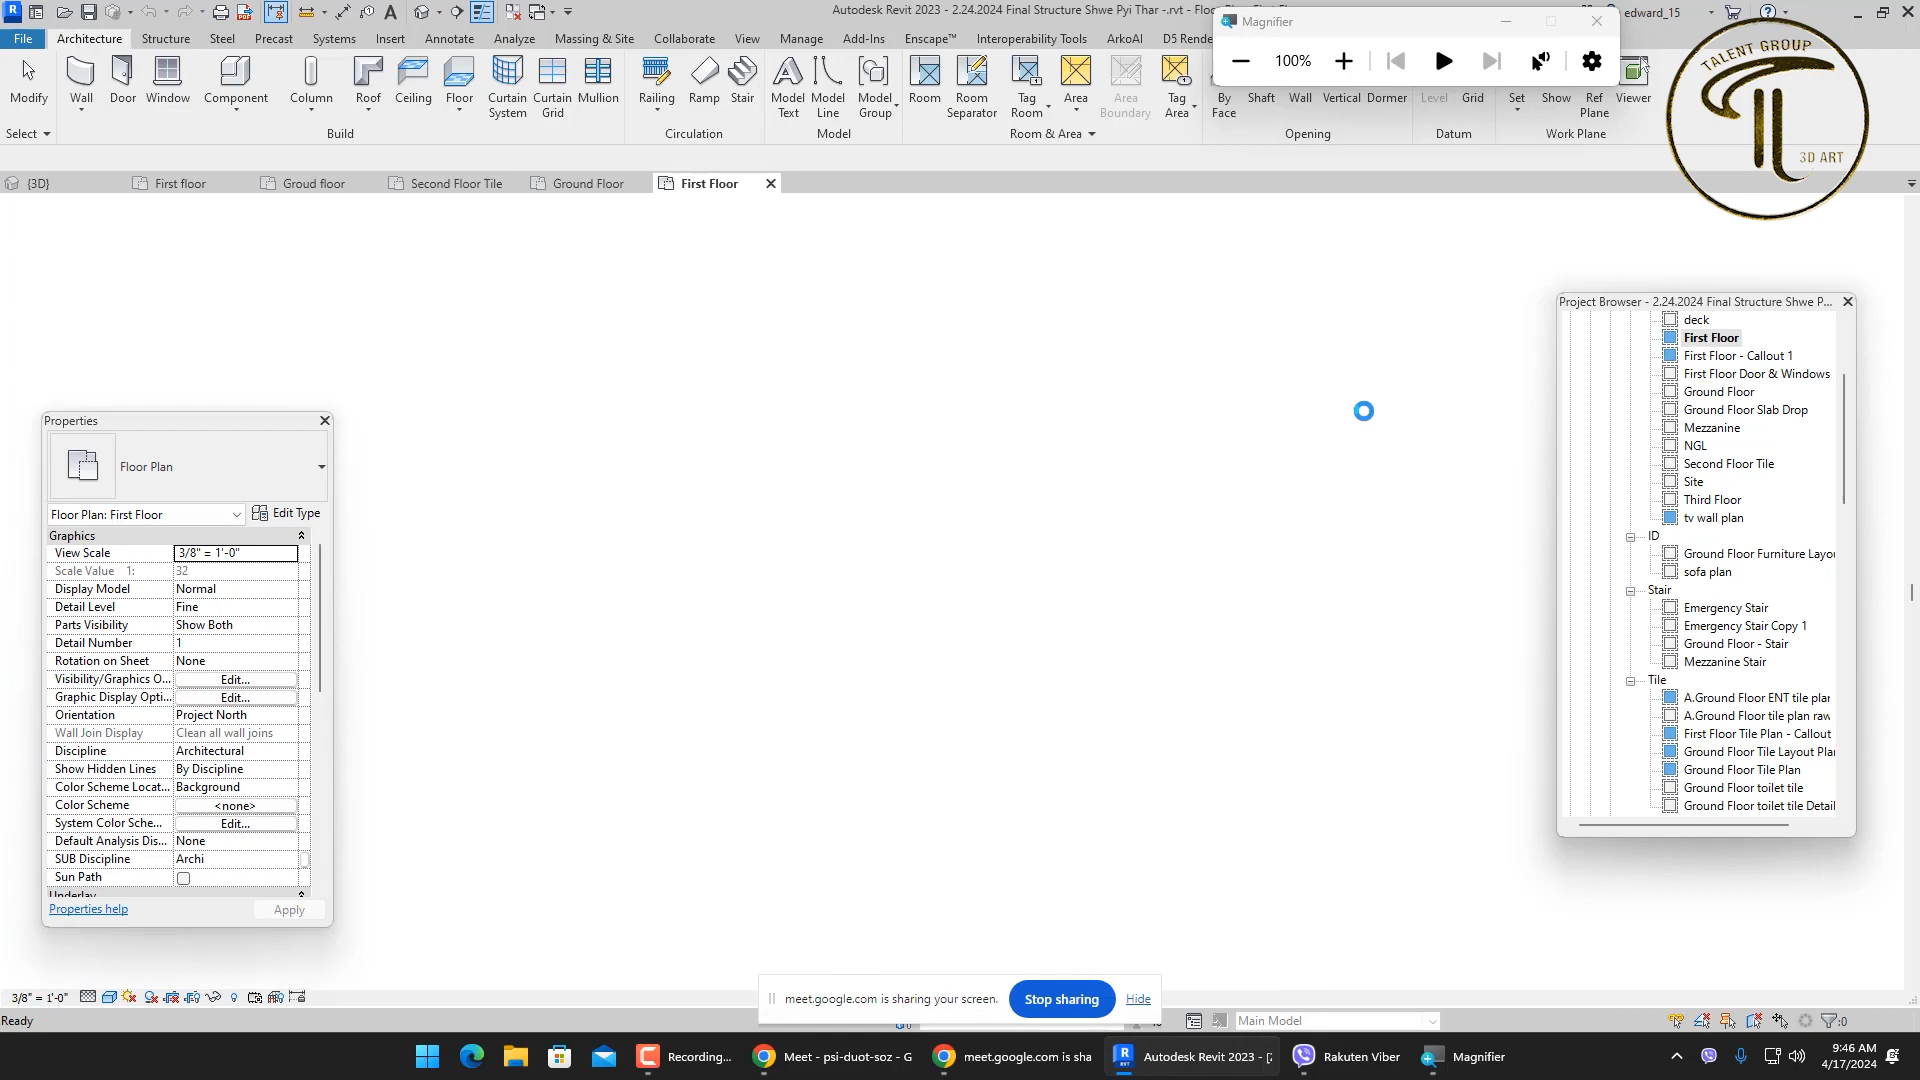 Autodesk Revit 2023 - 2.24.2024 Final Structure Shwe Pyi Thar -.rvt - Floo
edward_15
Magnifier
100%
TALENT GROUP
3D ART
File Architecture Structure Steel Precast Systems Insert Annotate Analyze Massing & Site Collaborate View Manage Add-Ins Enscape™ Interoperability Tools ArkoAI D5 Rende
Modify Wall Door Window Component Column Roof Ceiling Floor Curtain System Curtain Grid Mullion Railing Ramp Stair Model Text Model Line Model Group Room Room Separator Tag Room Area Area Boundary Tag Area By Face Shaft Wall Vertical Dormer Level Grid Set Show Ref Plane Viewer
Select Build Circulation Model Room & Area Opening Datum Work Plane
{3D} First floor Groud floor Second Floor Tile Ground Floor First Floor
Properties
Floor Plan
Floor Plan: First Floor Edit Type
Graphics
View Scale 3/8" = 1'-0"
Scale Value 1: 32
Display Model Normal
Detail Level Fine
Parts Visibility Show Both
Detail Number 1
Rotation on Sheet None
Visibility/Graphics O... Edit...
Graphic Display Opti... Edit...
Orientation Project North
Wall Join Display Clean all wall joins
Discipline Architectural
Show Hidden Lines By Discipline
Color Scheme Locat... Background
Color Scheme <none>
System Color Sche... Edit...
Default Analysis Dis... None
SUB Discipline Archi
Sun Path
Underlay
Properties help Apply
Project Browser - 2.24.2024 Final Structure Shwe P...
deck
First Floor
First Floor - Callout 1
First Floor Door & Windows
Ground Floor
Ground Floor Slab Drop
Mezzanine
NGL
Second Floor Tile
Site
Third Floor
tv wall plan
ID
Ground Floor Furniture Layou
sofa plan
Stair
Emergency Stair
Emergency Stair Copy 1
Ground Floor - Stair
Mezzanine Stair
Tile
A.Ground Floor ENT tile plan
A.Ground Floor tile plan raw
First Floor Tile Plan - Callout
Ground Floor Tile Layout Plan
Ground Floor Tile Plan
Ground Floor toilet tile
Ground Floor toilet tile Detail
3/8" = 1'-0"
meet.google.com is sharing your screen. Stop sharing Hide
Ready
Main Model
:0
Recording... Meet - psi-duot-soz - G meet.google.com is sha Autodesk Revit 2023 - [ Rakuten Viber Magnifier
9:46 AM
4/17/2024